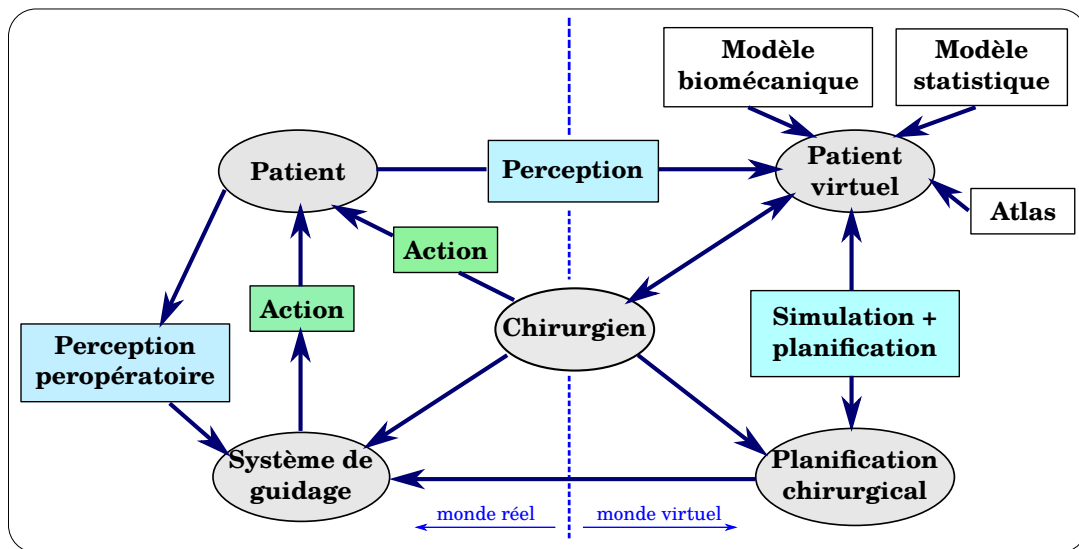 Modèle
biomécanique
Modèle
statistique
Patient
Perception
Patient
virtuel
Atlas
Action
Action
Chirurgien
Simulation +
planification
Perception
peropératoire
Système de
guidage
Planification
chirurgical
monde réel
monde virtuel